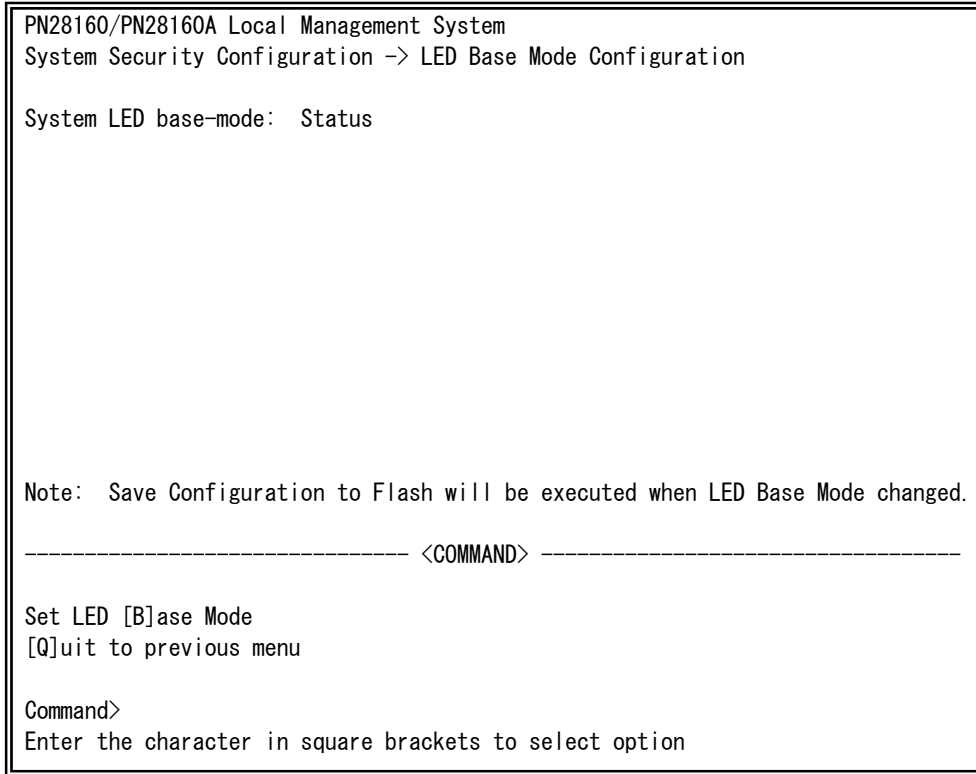 PN28160/PN28160A Local Management System
System Security Configuration -> LED Base Mode Configuration
System LED base-mode:  Status
Note:  Save Configuration to Flash will be executed when LED Base Mode changed.
-------------------------------- <COMMAND> -----------------------------------
Set LED [B]ase Mode
[Q]uit to previous menu
Command>
Enter the character in square brackets to select option